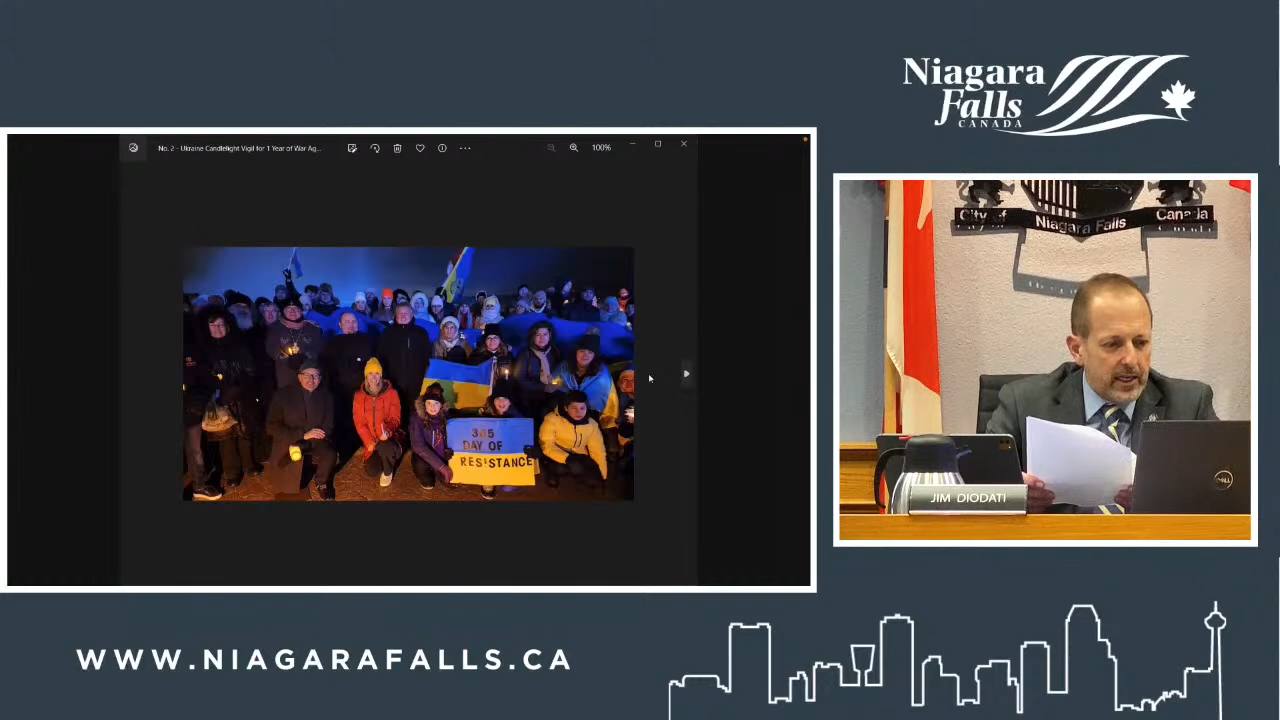 Niagara
Falls
CANADA
No. 2 - Ukraine Candlelight Vigil for 1 Year of War Ag...
100%
City of Niagara Falls Canada
365
DAY OF
RESISTANCE
JIM DIODATI
DELL
WWW.NIAGARAFALLS.CA